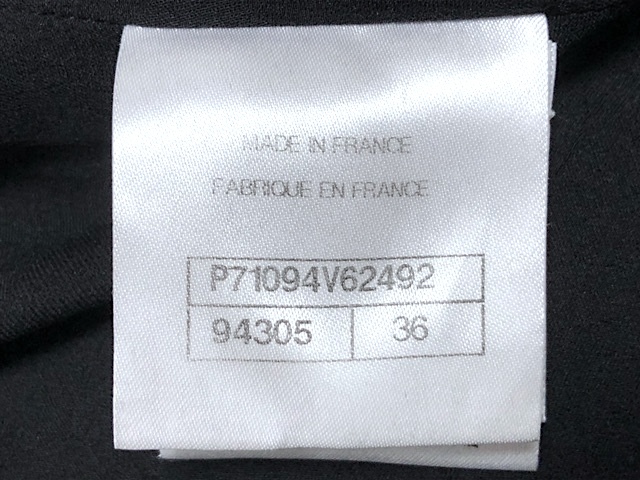 MADE IN FRANCE
FABRIQUE EN FRANCE
P71094V62492
94305 36